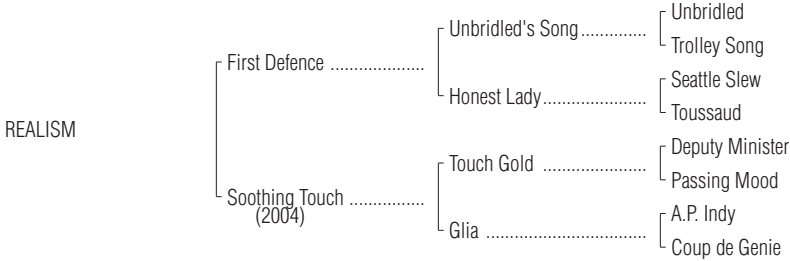 Unbridled
Unbridled's Song..............
Trolley Song
First Defence ....................
Seattle Slew
Honest Lady......................
Toussaud
REALISM
Deputy Minister
Touch Gold ......................
Passing Mood
Soothing Touch ................
(2004)
A.P. Indy
Glia ..................................
Coup de Genie